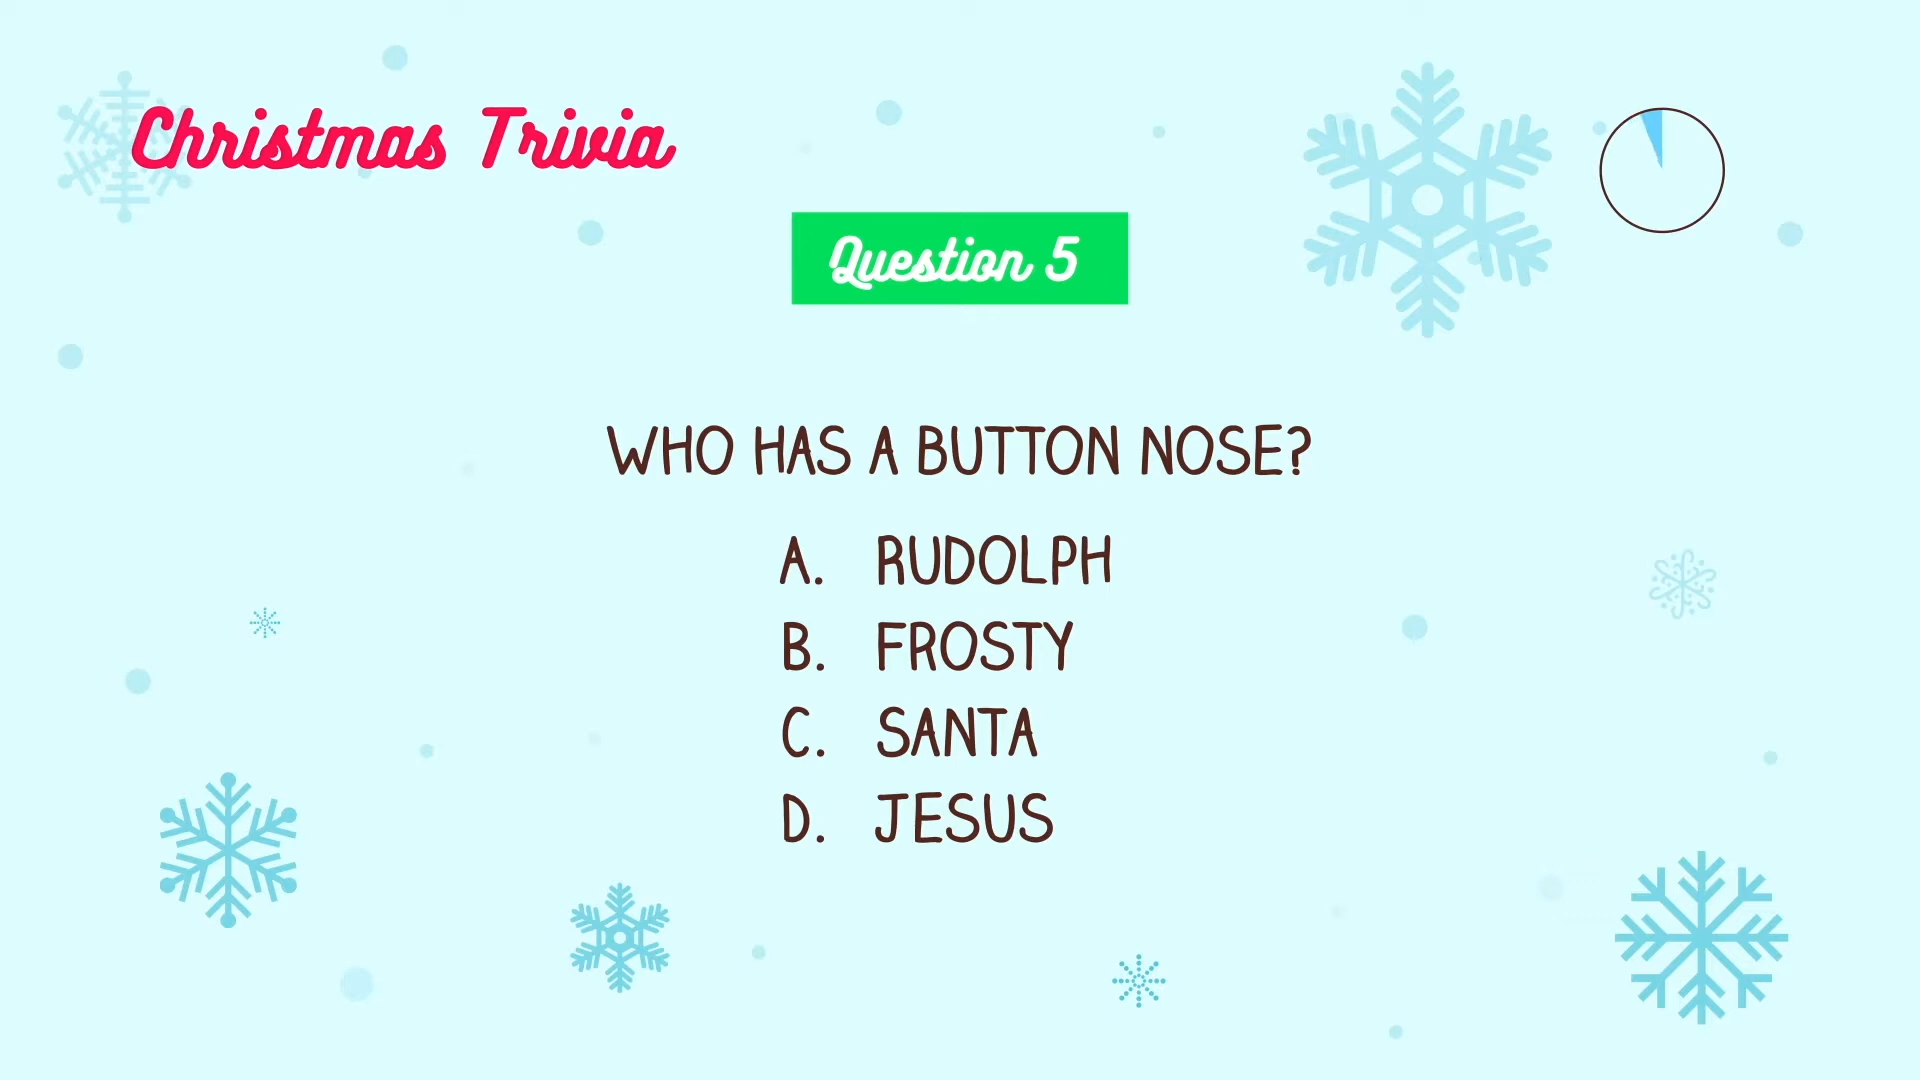 Christmas Trivia
Question 5
WHO HAS A BUTTON NOSE?
A. RUDOLPH
B. FROSTY
C. SANTA
D. JESUS